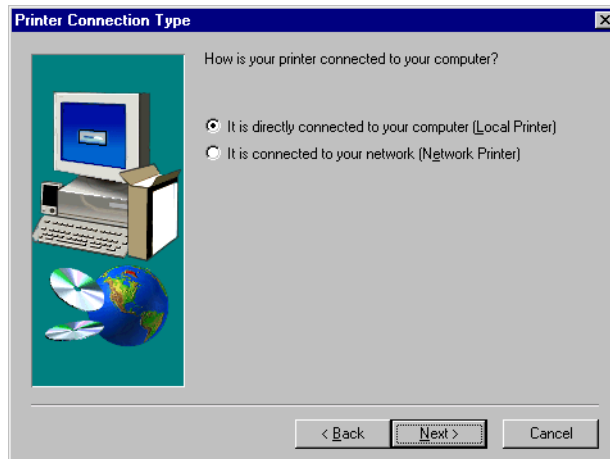 Printer Connection Type
How is your printer connected to your computer?
It is directly connected to your computer (Local Printer)
It is connected to your network (Network Printer)
< Back Next > Cancel